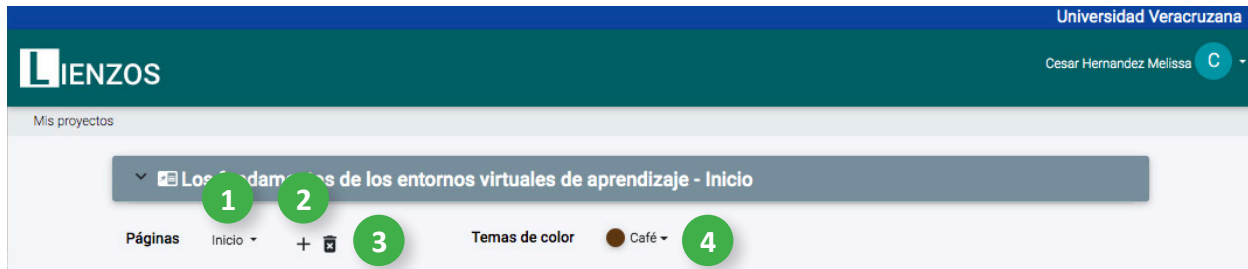 Universidad Veracruzana
LIENZOS
Cesar Hernandez Melissa C
Mis proyectos
Los fundamentos de los entornos virtuales de aprendizaje - Inicio
1 2
Páginas Inicio 3 Temas de color Café 4